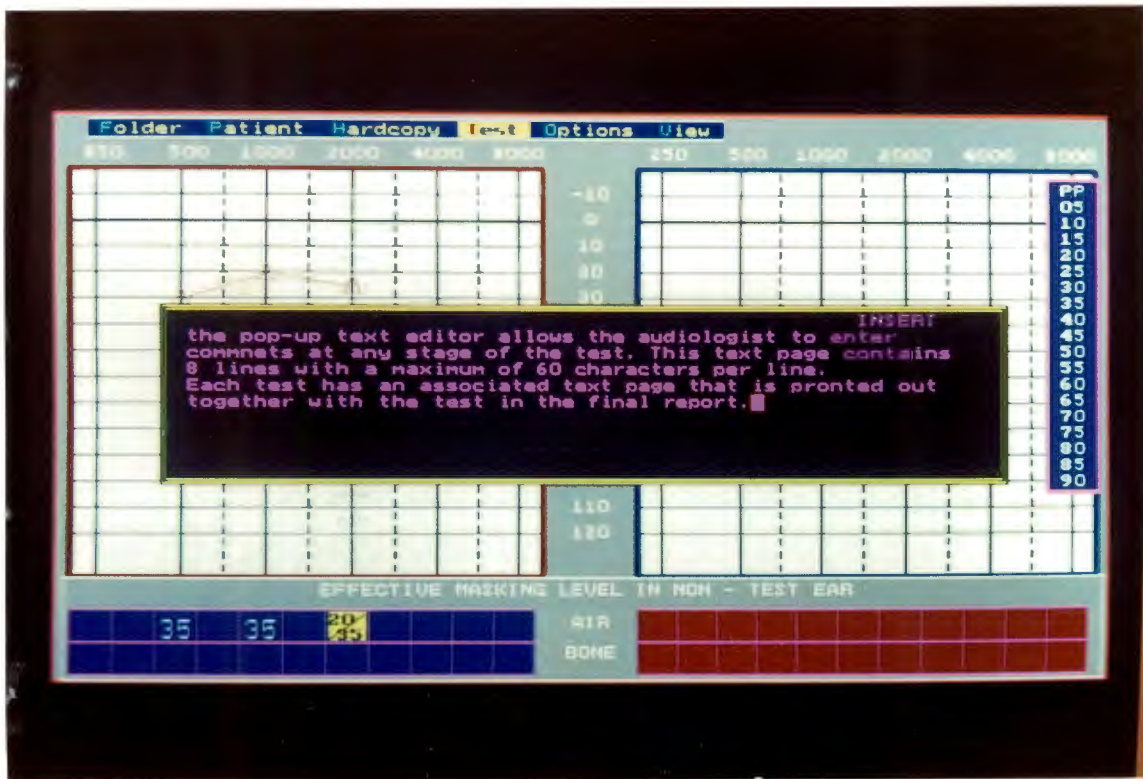 Folder Patient Hardcopy Test Options View
250 500 1000 2000 4000 8000
250 500 1000 2000 4000 8000
-10
0
10
20
30
PP
05
10
15
20
25
30
35
40
45
50
55
60
65
70
75
80
85
90
INSERT
the pop-up text editor allows the audiologist to enter
commnets at any stage of the test. This text page contains
8 lines with a maximum of 60 characters per line.
Each test has an associated text page that is pronted out
together with the test in the final report.
110
120
EFFECTIVE MASKING LEVEL IN NON - TEST EAR
35 35 20/45 AIR
BONE